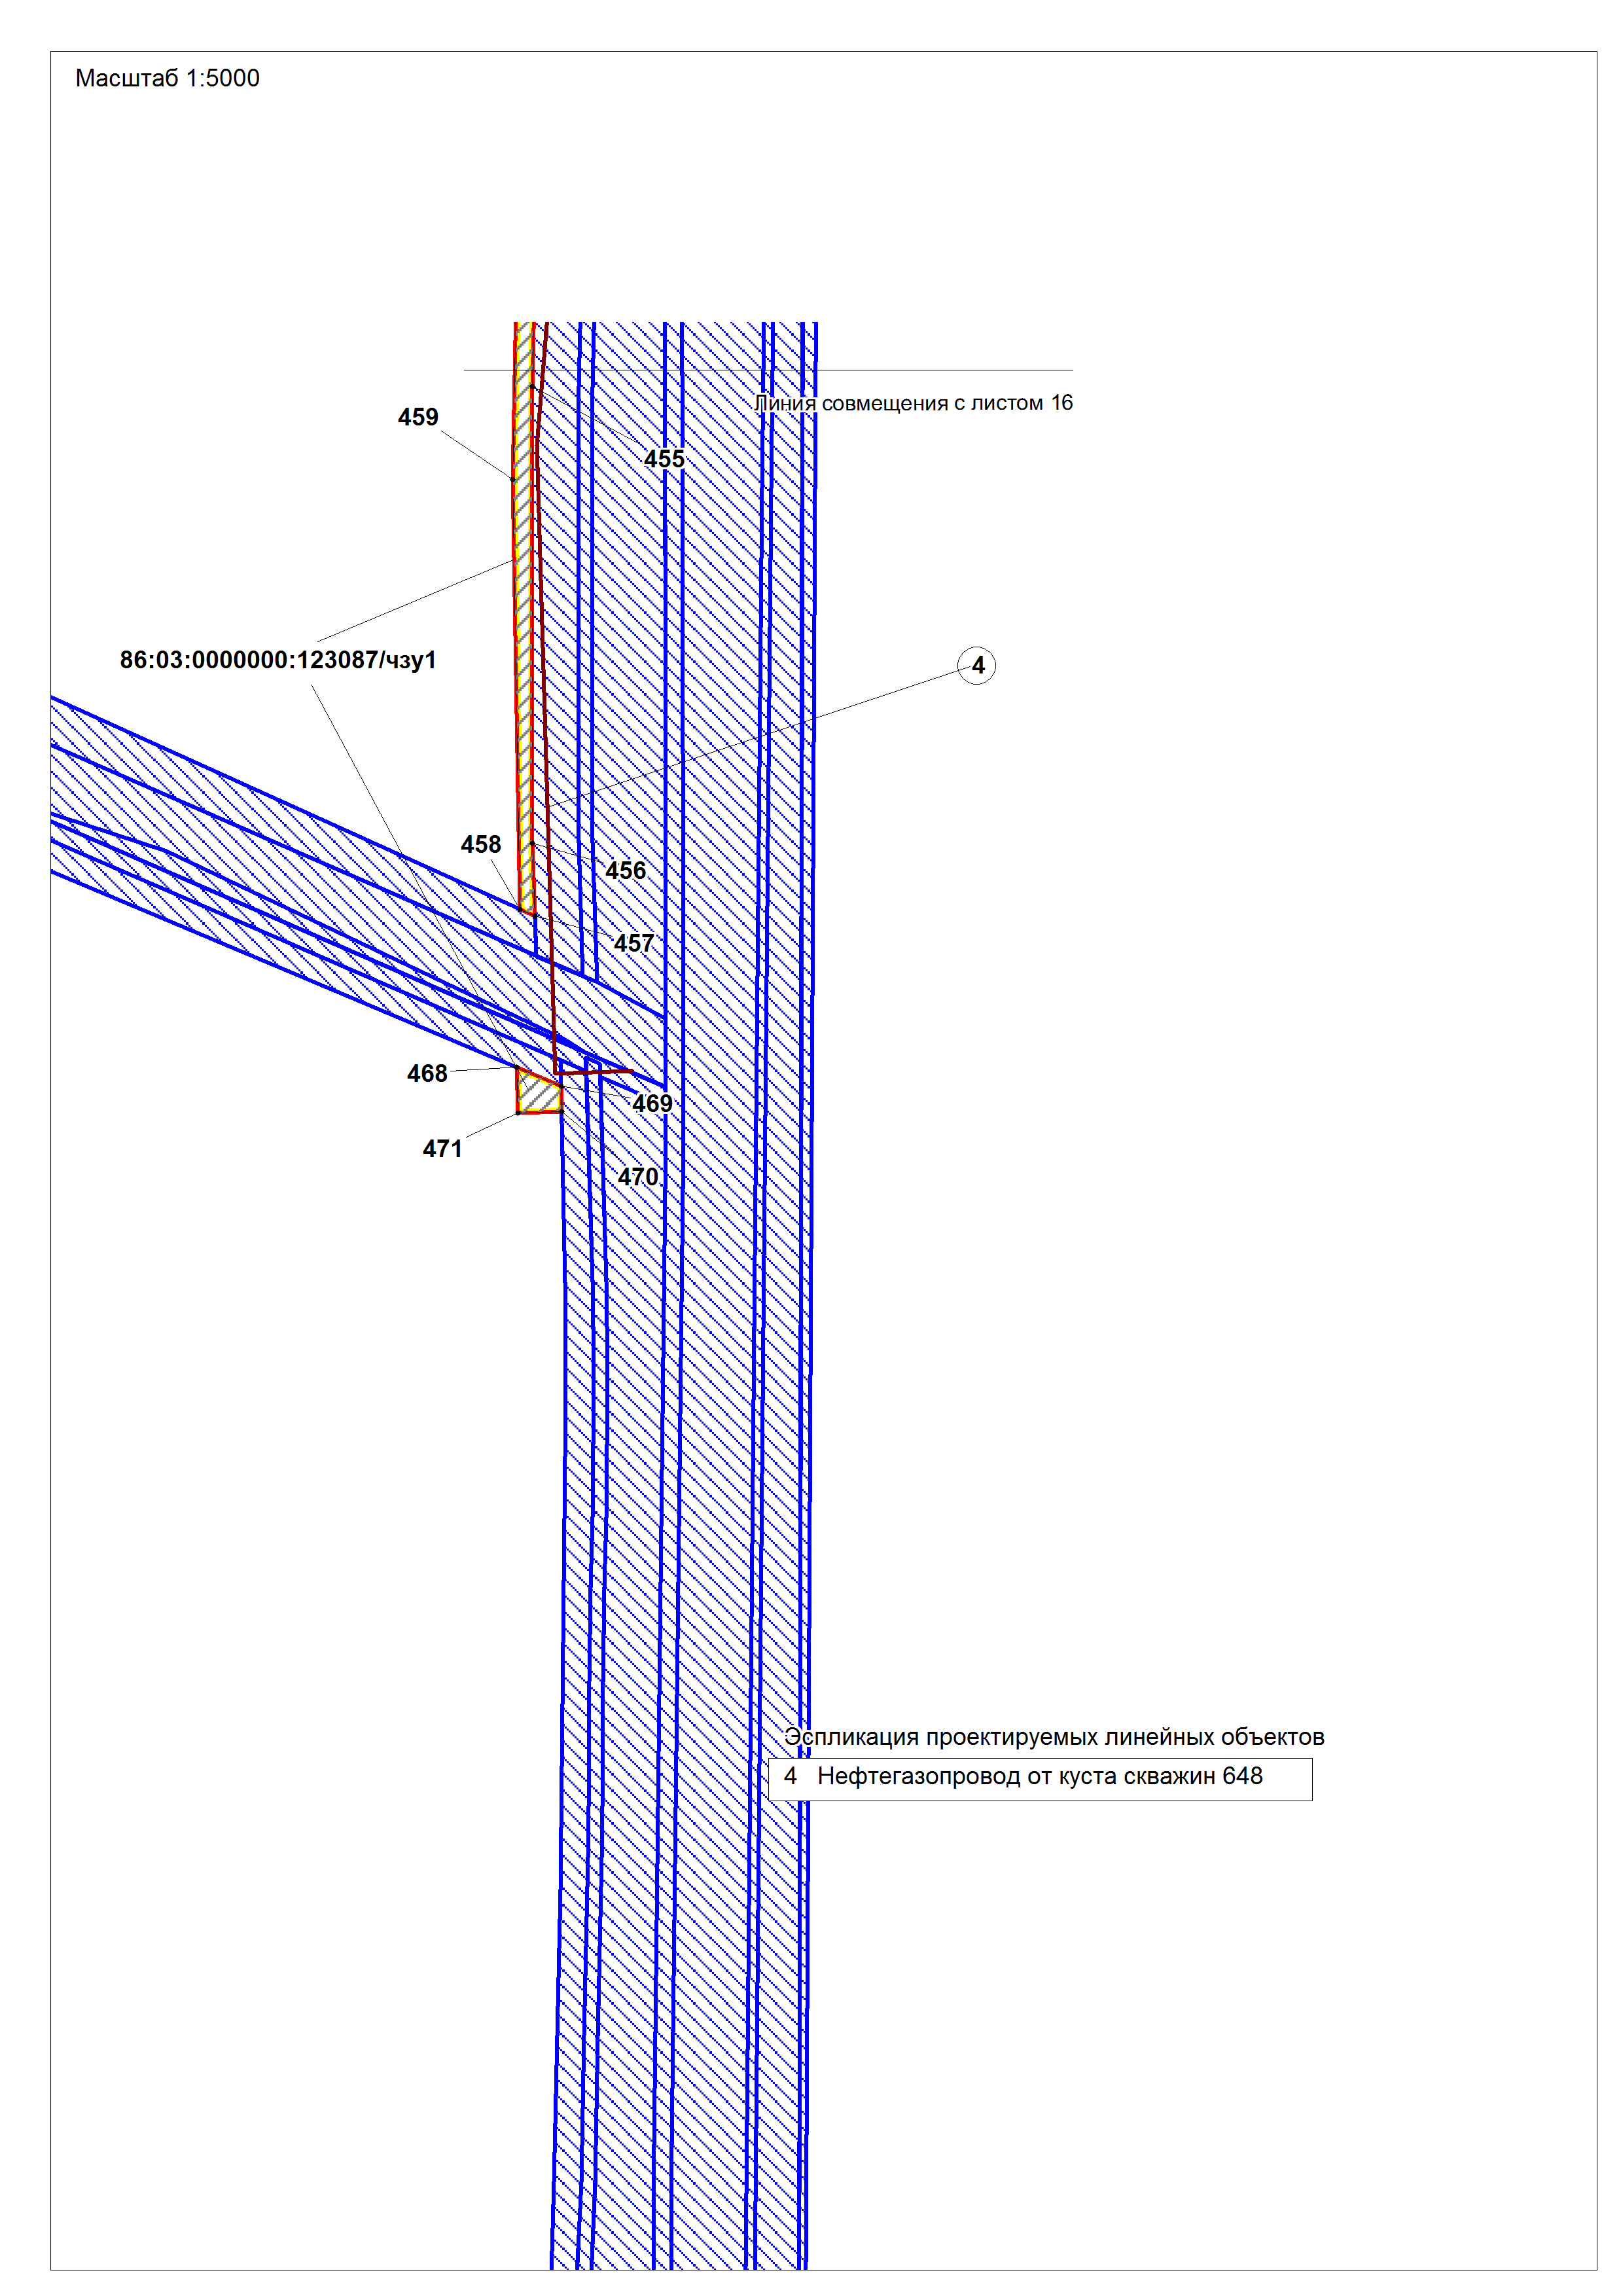 Масштаб 1:5000
Линия совмещения с листом 16
459
455
86:03:0000000:123087/чзу1
4
458
456
457
468
469
471
470
Эспликация проектируемых линейных объектов
4 Нефтегазопровод от куста скважин 648